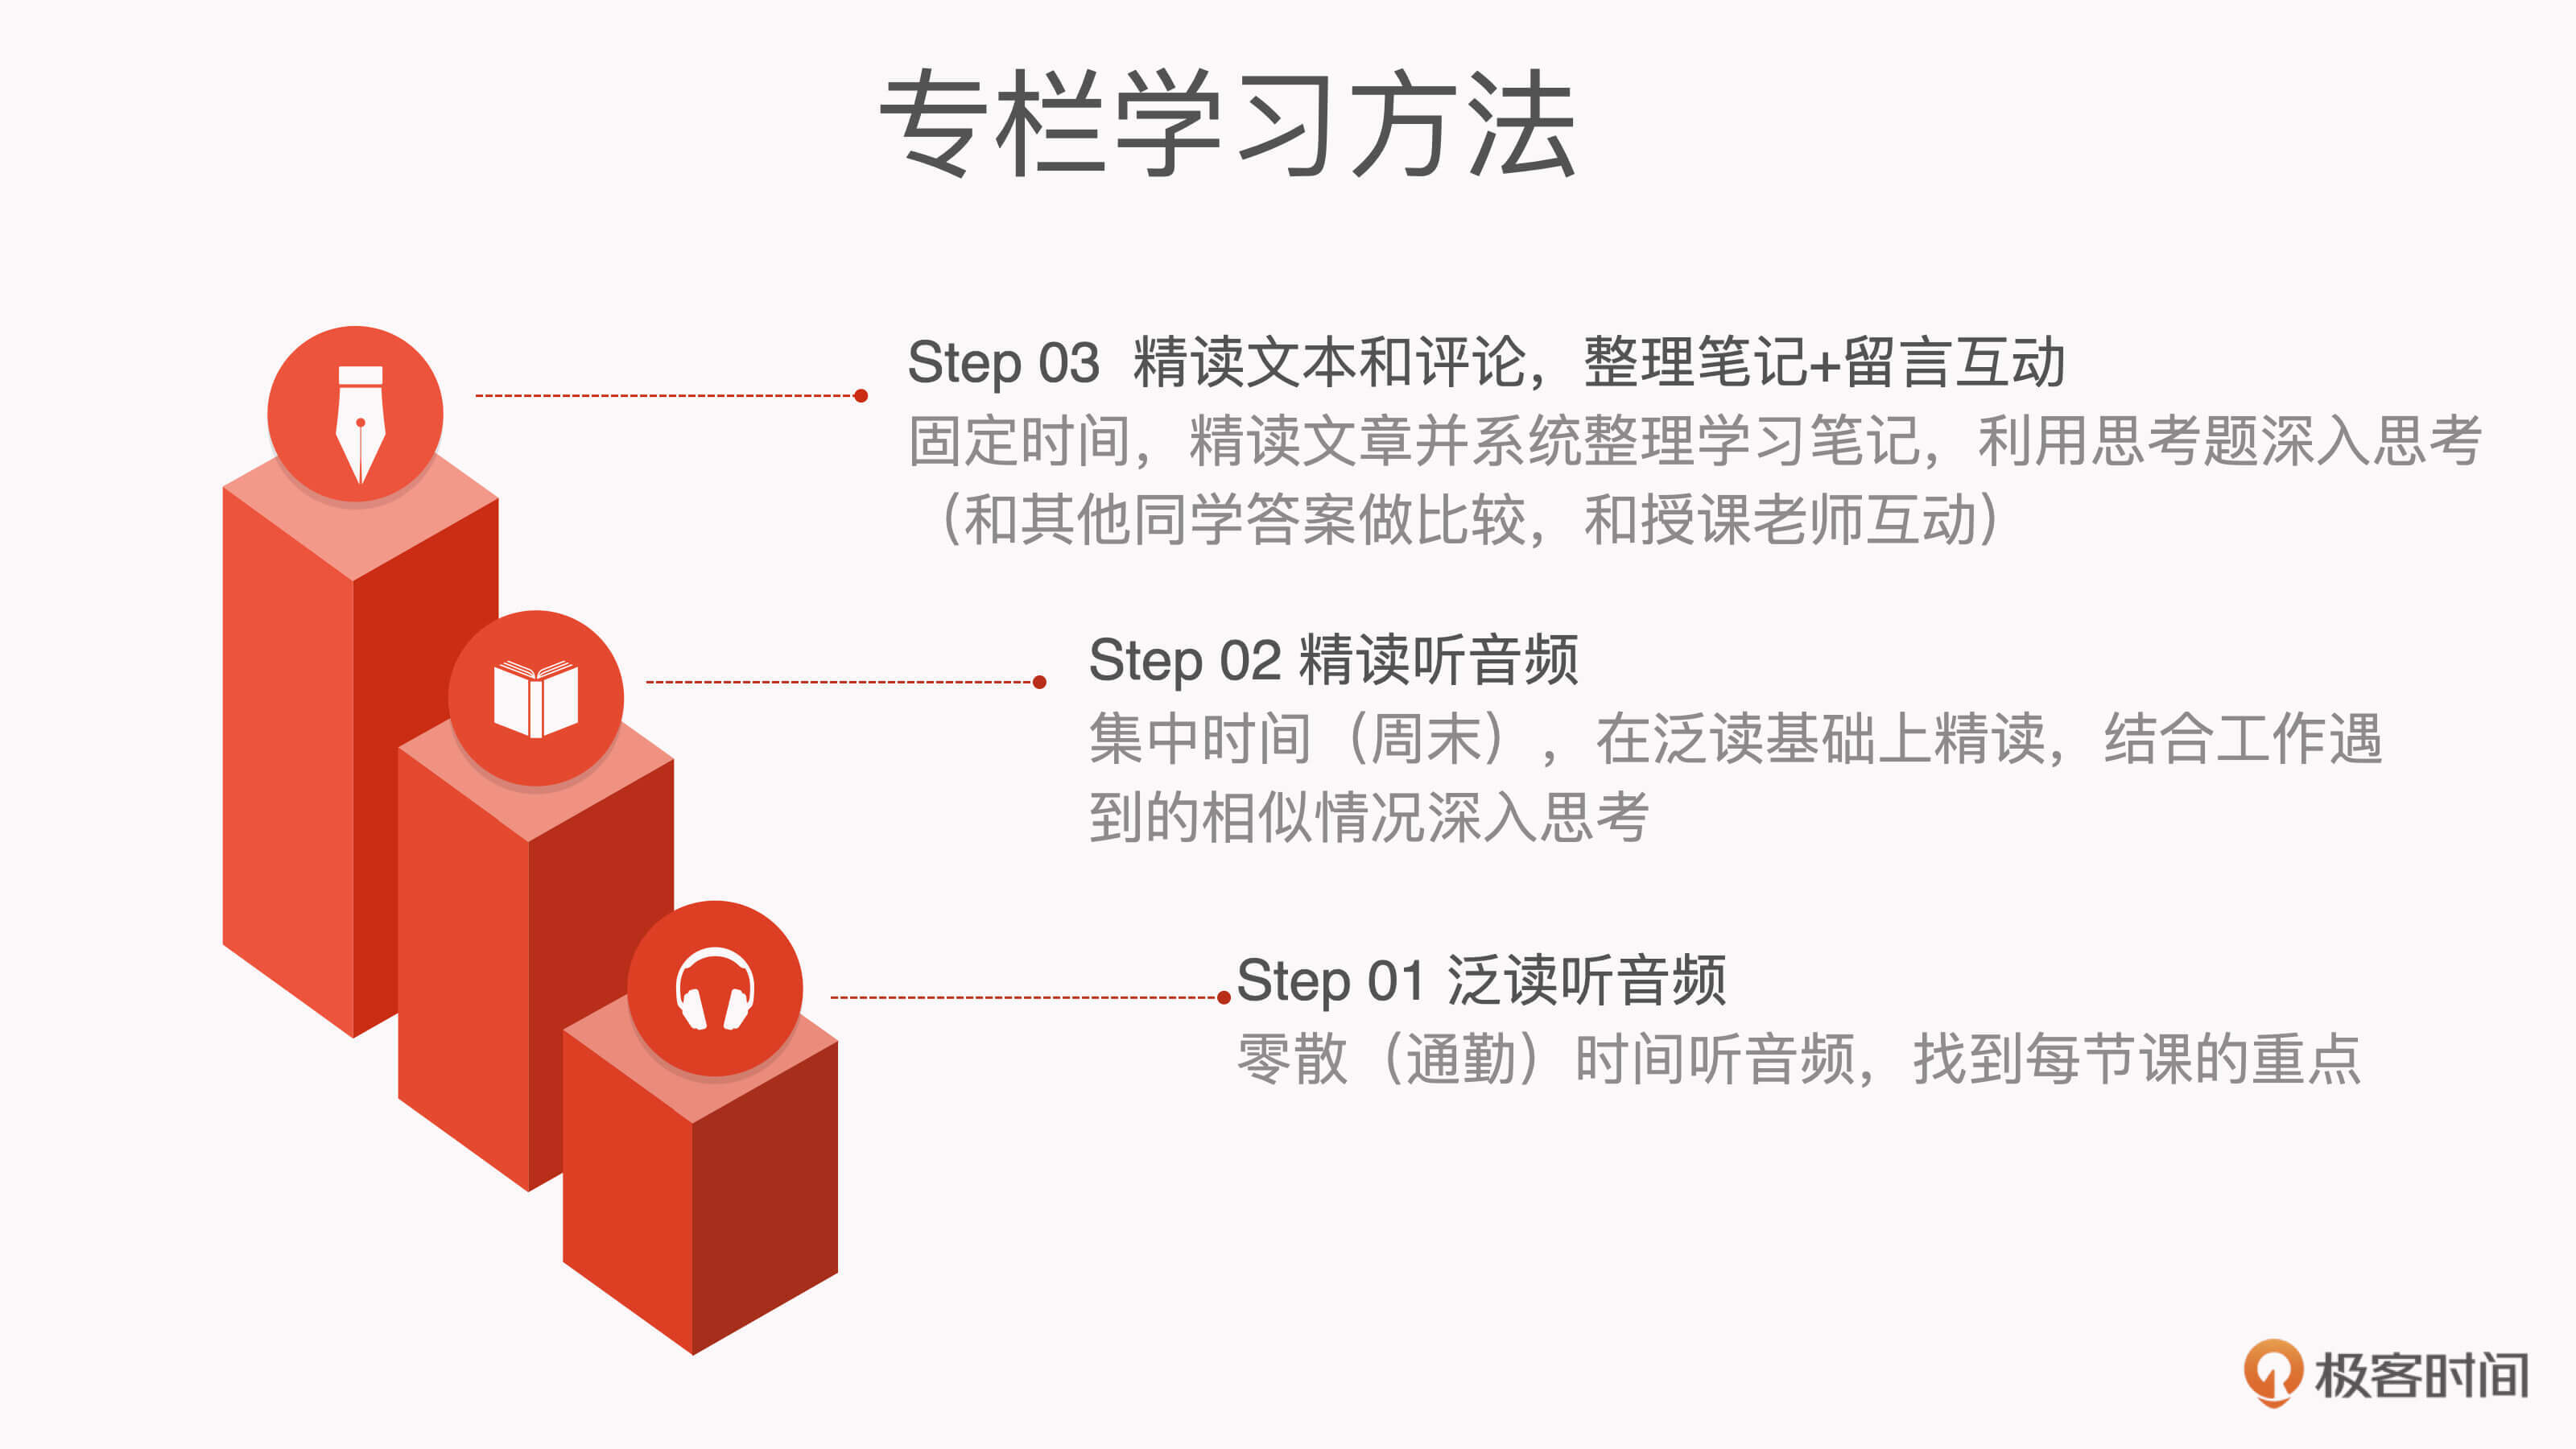 专栏学习方法
Step 03  精读文本和评论，整理笔记+留言互动
固定时间，精读文章并系统整理学习笔记，利用思考题深入思考
（和其他同学答案做比较，和授课老师互动）
Step 02 精读听音频
集中时间（周末），在泛读基础上精读，结合工作遇
到的相似情况深入思考
Step 01 泛读听音频
零散（通勤）时间听音频，找到每节课的重点
极客时间